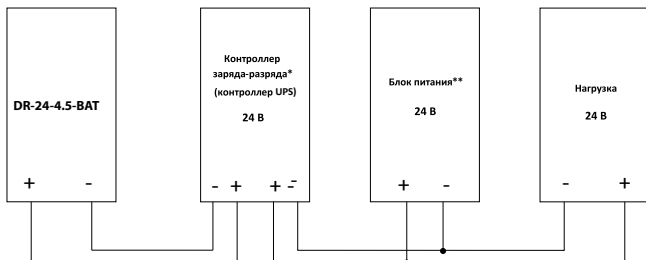 DR-24-4.5-BAT
+ -
Контроллер
заряда-разряда*
(контроллер UPS)
24 В
- + + - -
Блок питания**
24 В
+ -
Нагрузка
24 В
- +